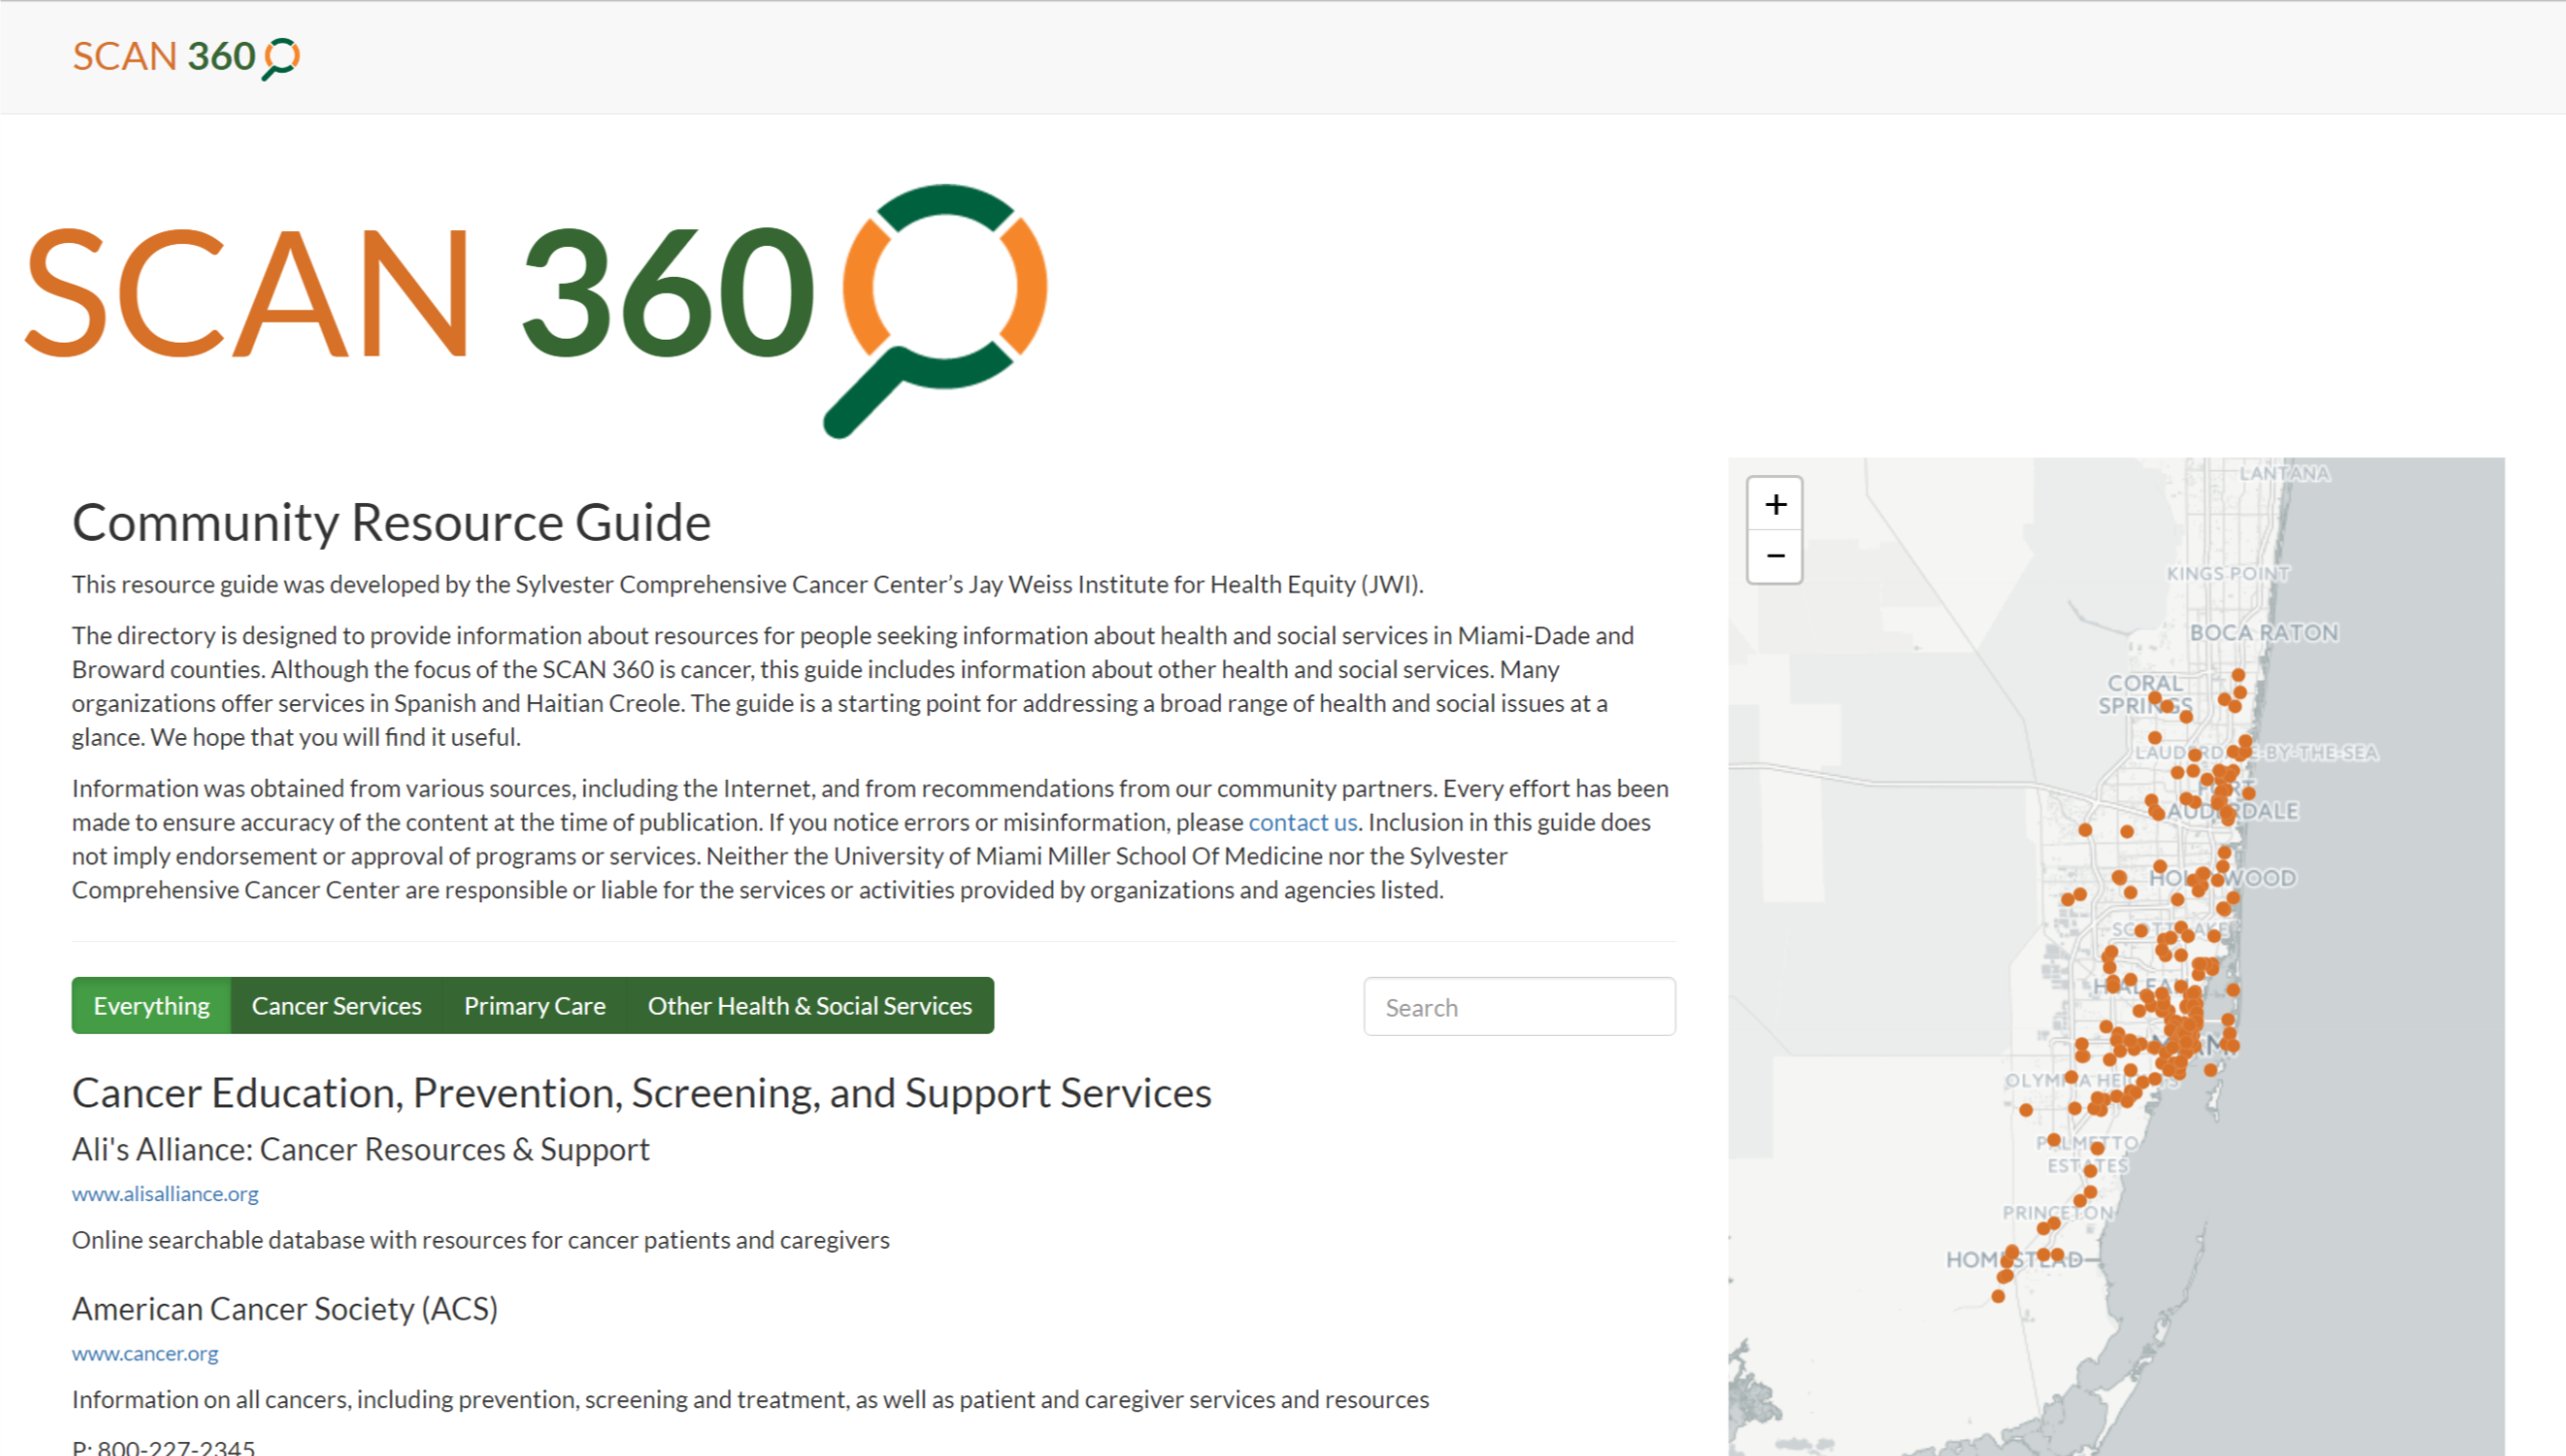 SCAN 360
SCAN 360
Community Resource Guide
This resource guide was developed by the Sylvester Comprehensive Cancer Center’s Jay Weiss Institute for Health Equity (JWI).
The directory is designed to provide information about resources for people seeking information about health and social services in Miami-Dade and
Broward counties. Although the focus of the SCAN 360 is cancer, this guide includes information about other health and social services. Many
organizations offer services in Spanish and Haitian Creole. The guide is a starting point for addressing a broad range of health and social issues at a
glance. We hope that you will find it useful.
Information was obtained from various sources, including the Internet, and from recommendations from our community partners. Every effort has been
made to ensure accuracy of the content at the time of publication. If you notice errors or misinformation, please contact us. Inclusion in this guide does
not imply endorsement or approval of programs or services. Neither the University of Miami Miller School Of Medicine nor the Sylvester
Comprehensive Cancer Center are responsible or liable for the services or activities provided by organizations and agencies listed.
Everything Cancer Services Primary Care Other Health & Social Services
Search
Cancer Education, Prevention, Screening, and Support Services
Ali's Alliance: Cancer Resources & Support
www.alisalliance.org
Online searchable database with resources for cancer patients and caregivers
American Cancer Society (ACS)
www.cancer.org
Information on all cancers, including prevention, screening and treatment, as well as patient and caregiver services and resources
P: 800-227-2345
+
−
LANTANA
KINGS POINT
BOCA RATON
CORAL
SPRINGS
PALMETTO
ESTATES
PRINCETON
HOMESTEAD